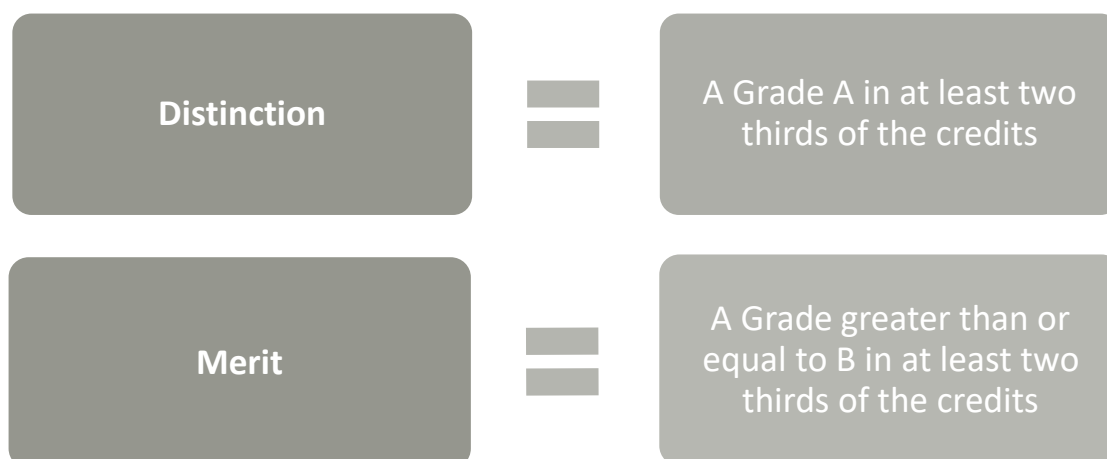 Distinction
A Grade A in at least two
thirds of the credits
Merit
A Grade greater than or
equal to B in at least two
thirds of the credits